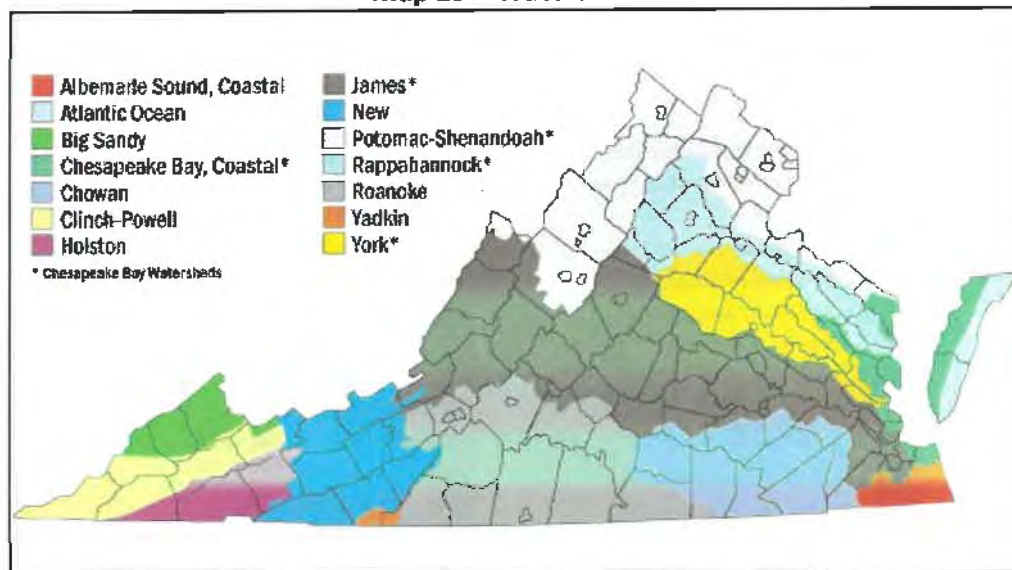 Albemarle Sound, Coastal
Atlantic Ocean
Big Sandy
Chesapeake Bay, Coastal*
Chowan
Clinch-Powell
Holston
* Chesapeake Bay Watersheds
James*
New
Potomac-Shenandoah*
Rappahannock*
Roanoke
Yadkin
York*